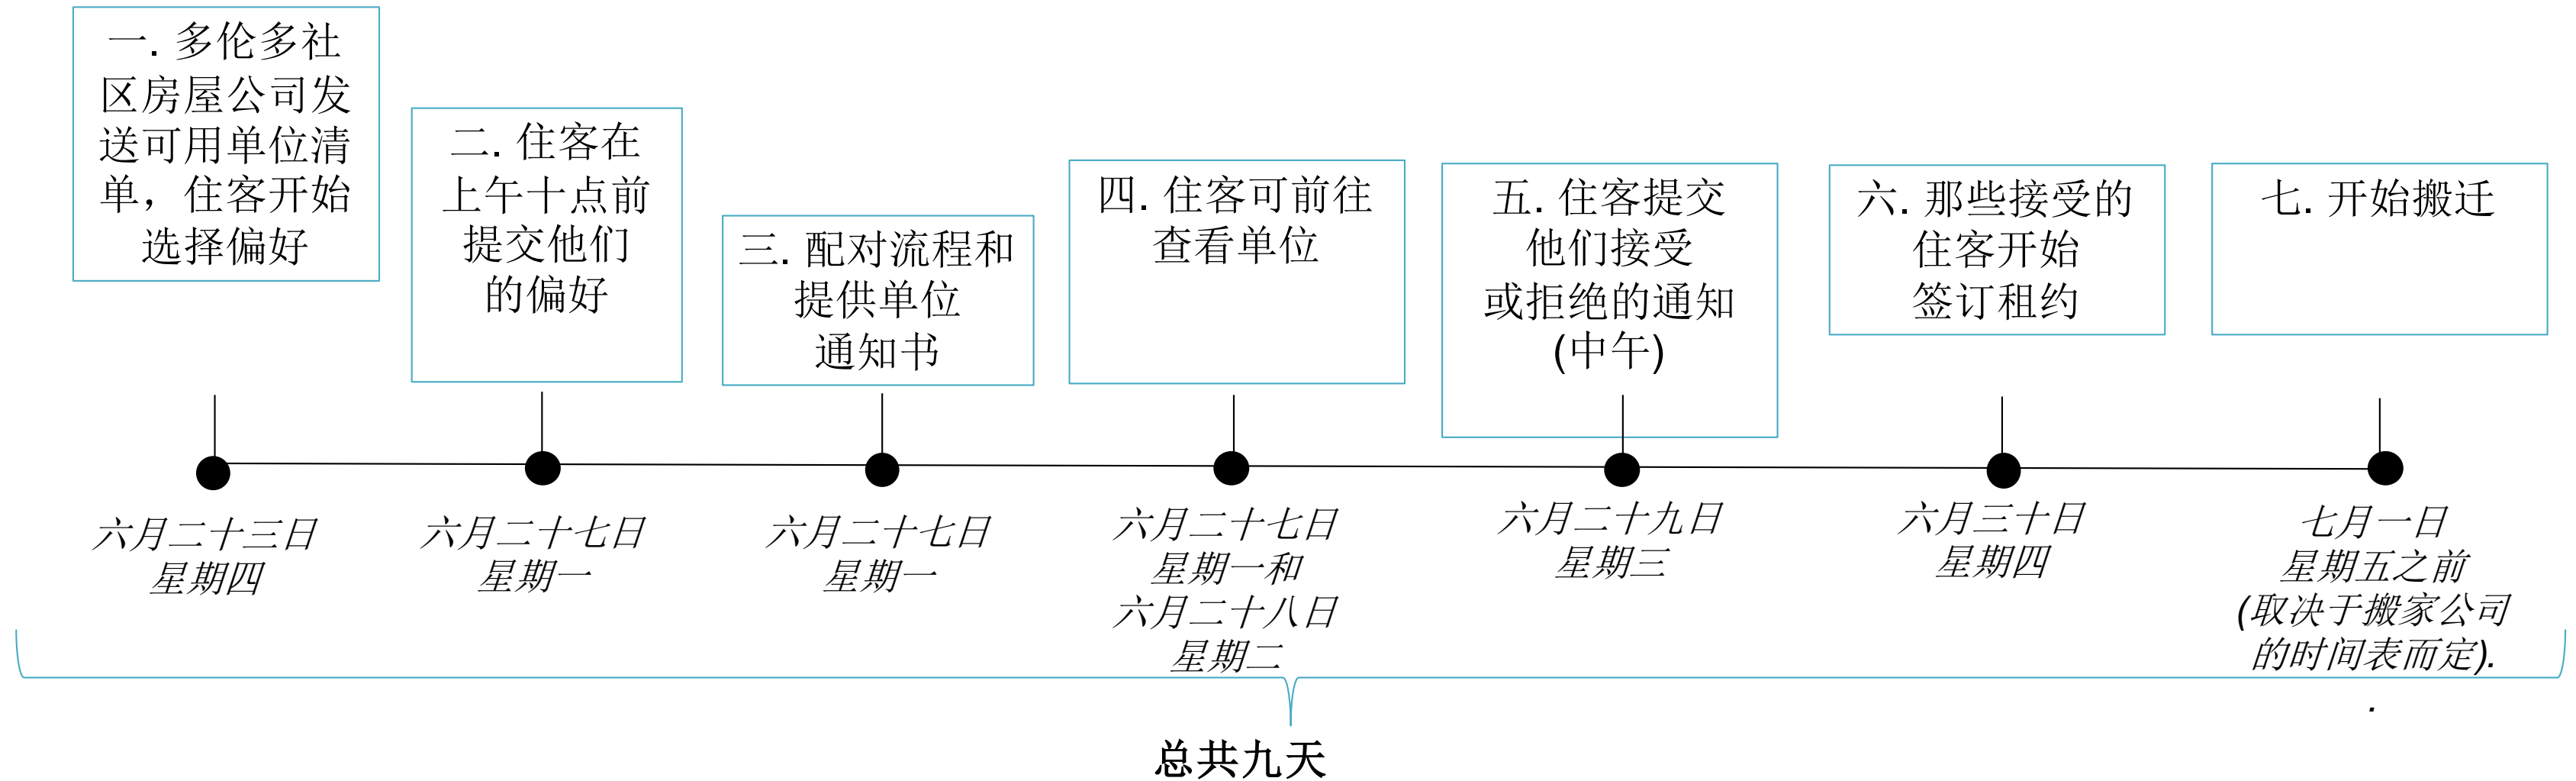 一. 多伦多社
区房屋公司发
送可用单位清
单，住客开始
选择偏好
二. 住客在
上午十点前
提交他们
的偏好
三. 配对流程和
提供单位
通知书
四. 住客可前往
查看单位
五. 住客提交
他们接受
或拒绝的通知
(中午)
六. 那些接受的
住客开始
签订租约
七. 开始搬迁
六月二十三日
星期四
六月二十七日
星期一
六月二十七日
星期一
六月二十七日
星期一和
六月二十八日
星期二
六月二十九日
星期三
六月三十日
星期四
七月一日
星期五之前
(取决于搬家公司
的时间表而定).
.
总共九天